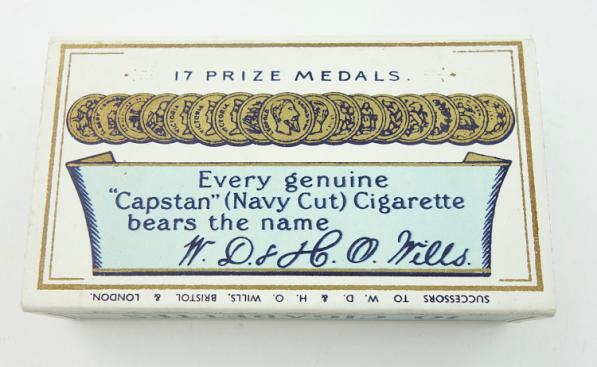 17 PRIZE MEDALS.
Every genuine
"Capstan" (Navy Cut) Cigarette
bears the name
W. D. & H. O. Wills.
SUCCESSORS TO W. D. & H. O. WILLS, BRISTOL & LONDON.